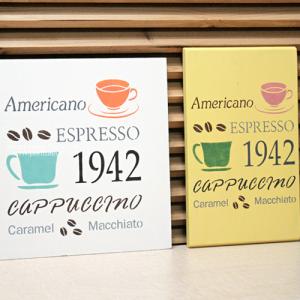 Americano
ESPRESSO
1942
CAPPUCCINO
Caramel Macchiato
Americano
ESPRESSO
1942
CAPPUCCINO
Caramel Macchiato